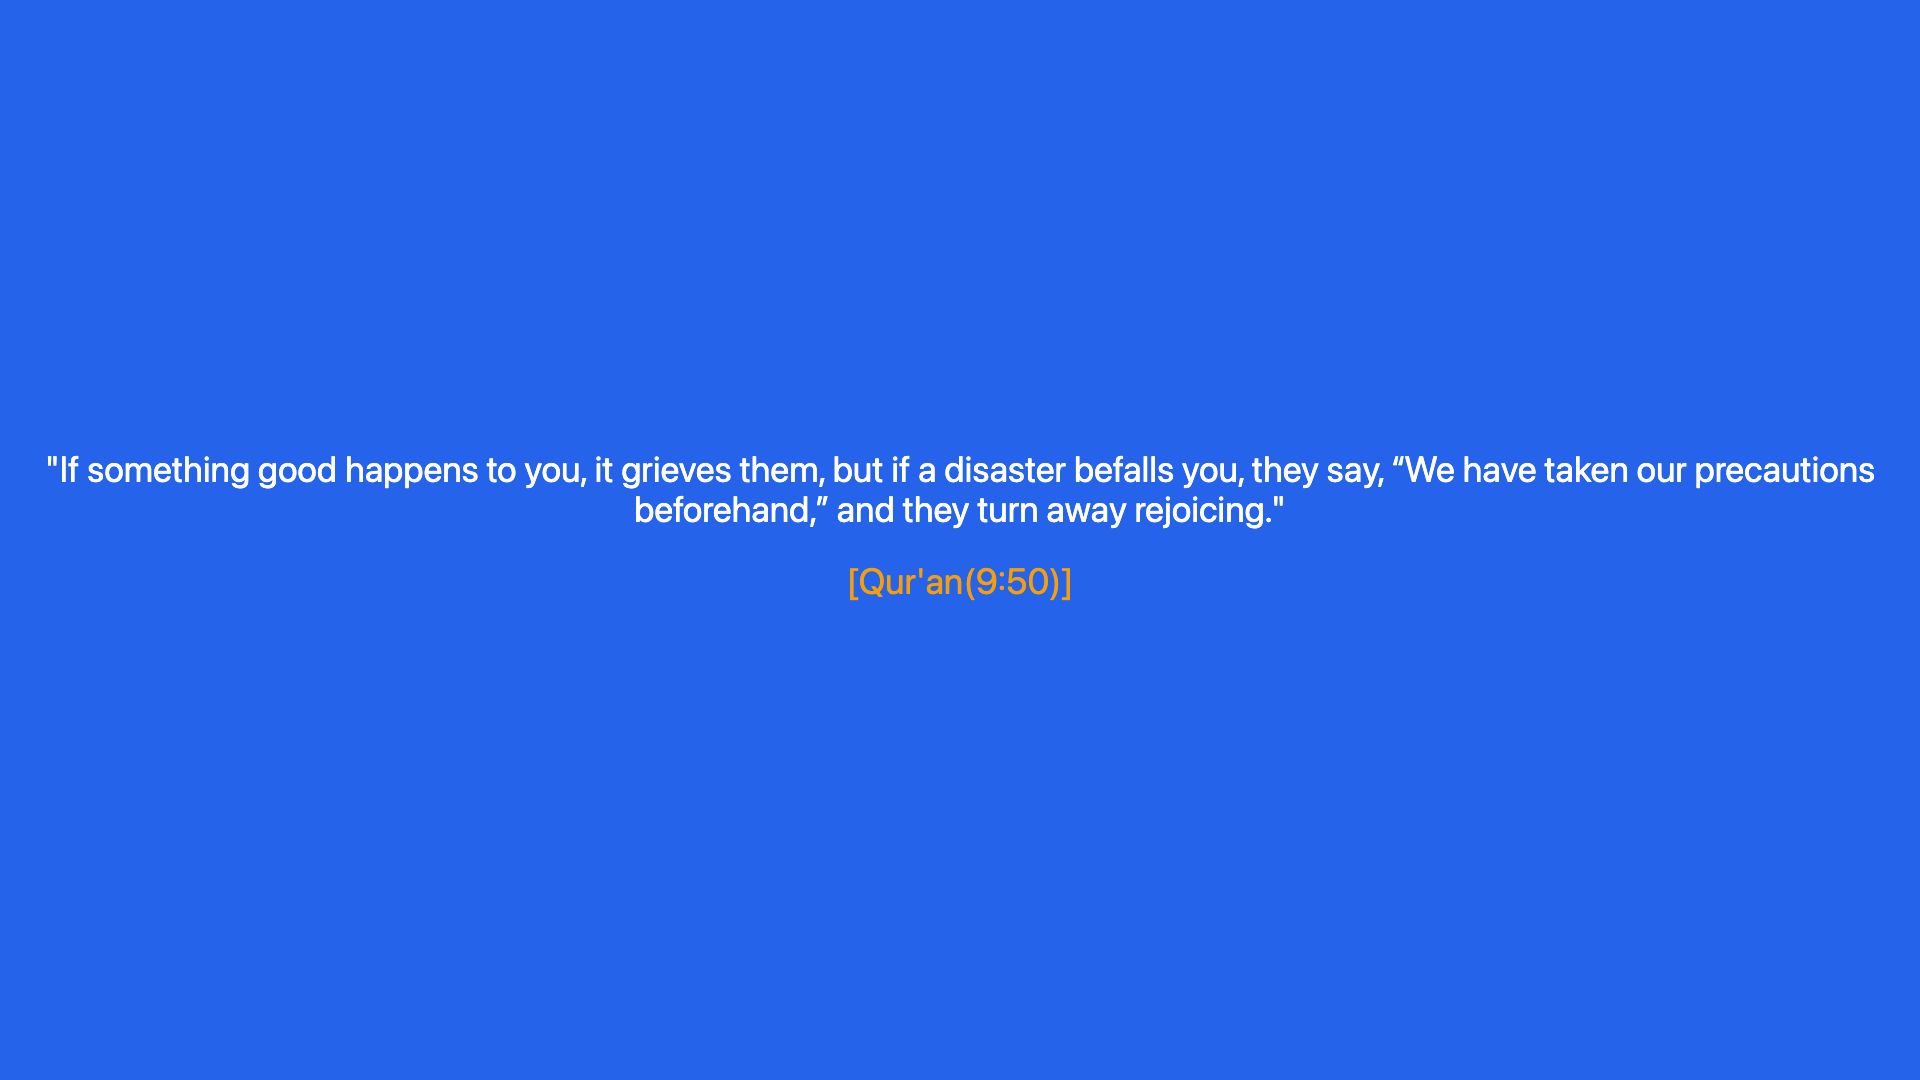 "If something good happens to you, it grieves them, but if a disaster befalls you, they say, “We have taken our precautions
beforehand,” and they turn away rejoicing."
[Qur'an(9:50)]